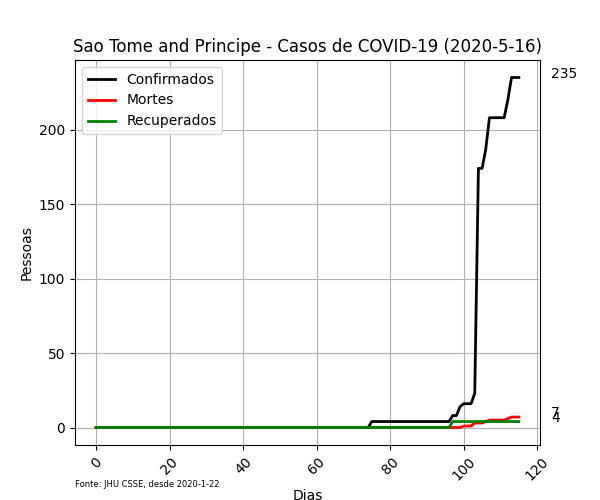 Sao Tome and Principe - Casos de COVID-19 (2020-5-16)
Confirmados
Mortes
Recuperados
235
7
4
Pessoas
200
150
100
50
0
0
20
40
60
80
100
120
Fonte: JHU CSSE, desde 2020-1-22
Dias